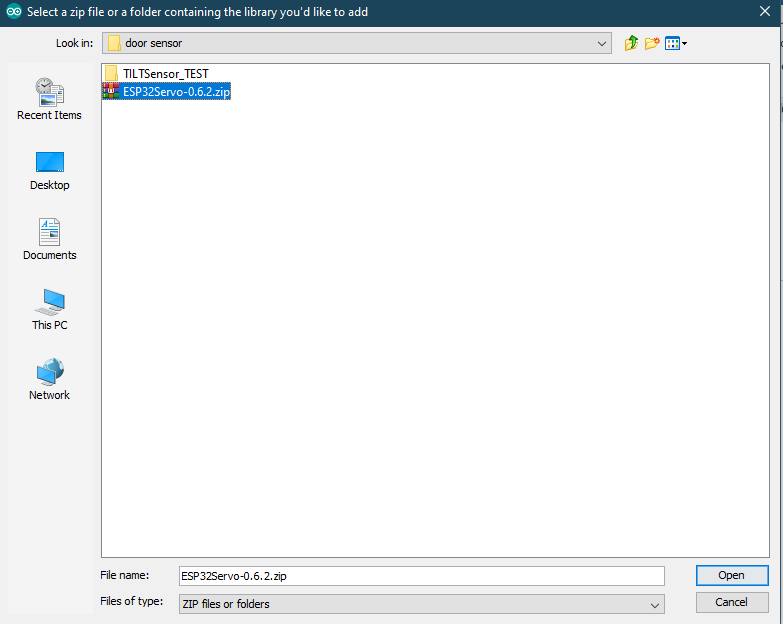 Select a zip file or a folder containing the library you'd like to add
Look in: door sensor
TILTSensor_TEST
ESP32Servo-0.6.2.zip
Recent Items
Desktop
Documents
This PC
Network
File name: ESP32Servo-0.6.2.zip Open
Files of type: ZIP files or folders Cancel